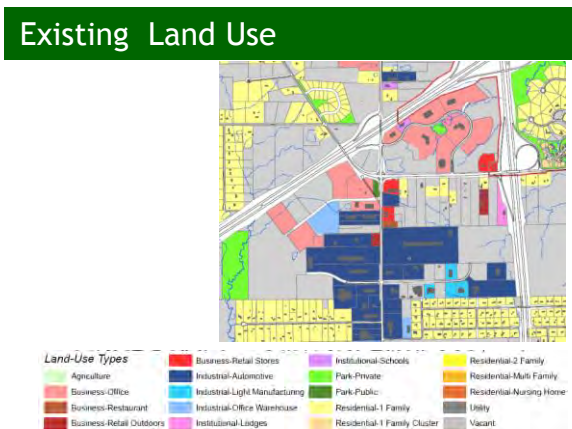 Existing Land Use
Land-Use Types
Agriculture
Business-Office
Business-Restaurant
Business-Retail Outdoors
Business-Retail Stores
Industrial-Automotive
Industrial-Light Manufacturing
Industrial-Office Warehouse
Institutional-Lodges
Institutional-Schools
Park-Private
Park-Public
Residential-1 Family
Residential-1 Family Cluster
Residential-2 Family
Residential-Multi Family
Residential-Nursing Home
Utility
Vacant